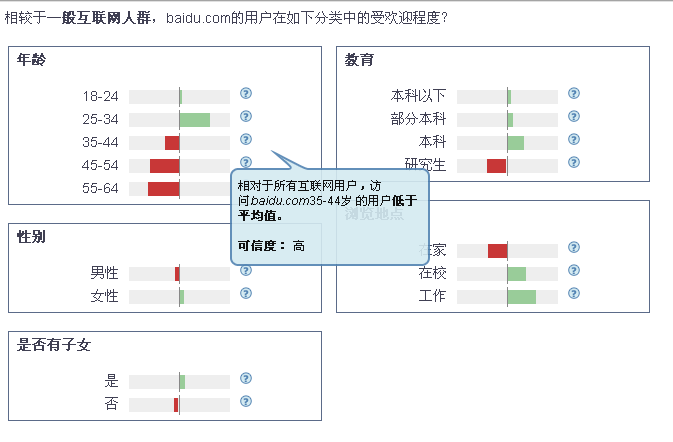 相较于一般互联网人群，baidu.com的用户在如下分类中的受欢迎程度？
年龄
18-24
25-34
35-44
45-54
55-64
教育
本科以下
部分本科
本科
研究生
相对于所有互联网用户，访
问baidu.com35-44岁 的用户低于
平均值。
可信度： 高
性别
男性
女性
浏览地点
在家
在校
工作
是否有子女
是
否